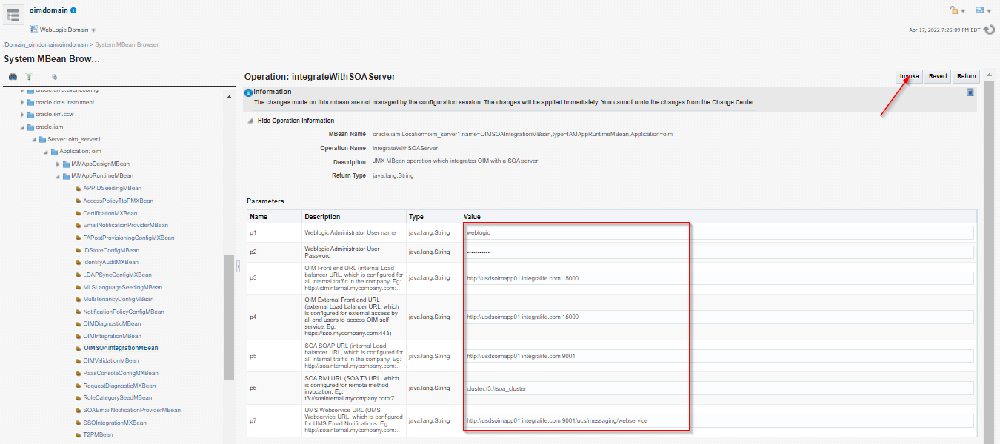 oimdomain
WebLogic Domain
Apr 17, 2022 7:25:09 PM EDT
/Domain_oimdomain/oimdomain > System MBean Browser
System MBean Brow...
oracle.dms.event.config
oracle.dms.instrument
oracle.em.ccw
oracle.iam
Server: oim_server1
Application: oim
IAMAppDesignMBean
IAMAppRuntimeMBean
APPIDSeedingMBean
AccessPolicyTtoPMXBean
CertificationMXBean
EmailNotificationProviderMBean
FAPostProvisioningConfigMXBean
IDStoreConfigMBean
IdentityAuditMXBean
LDAPSyncConfigMXBean
MLSLanguageSeedingMBean
MultiTenancyConfigMBean
NotificationPolicyConfigMBean
OIMDiagnosticMBean
OIMIntegrationMBean
OIMSOAIntegrationMBean
OIMValidationMBean
PaasConsoleConfigMXBean
RequestDiagnosticMXBean
RoleCategorySeedMBean
SOAEmailNotificationProviderMBean
SSOIntegrationMXBean
T2PMBean
Operation: integrateWithSOAServer
Invoke Revert Return
Information
The changes made on this mbean are not managed by the configuration session. The changes will be applied immediately. You cannot undo the changes from the Change Center.
Hide Operation Information
MBean Name oracle.iam:Location=oim_server1,name=OIMSOAIntegrationMBean,type=IAMAppRuntimeMBean,Application=oim
Operation Name integrateWithSOAServer
Description JMX MBean operation which integrates OIM with a SOA server
Return Type java.lang.String
Parameters
Name Description Type Value
p1 Weblogic Administrator User name java.lang.String weblogic
p2 Weblogic Administrator User java.lang.String •••••••••••
Password
p3 OIM Front end URL (internal Load java.lang.String http://usdsoimapp01.integralife.com:15000
balancer URL, which is configured for
all internal traffic in the company. Eg:
http://idminternal.mycompany.com:...
p4 OIM External Front end URL java.lang.String http://usdsoimapp01.integralife.com:15000
(external Load balancer URL, which
is configured for external access by
all end users to access OIM self
service. Eg:
https://sso.mycompany.com:443)
p5 SOA SOAP URL (internal Load java.lang.String http://usdsoimapp01.integralife.com:9001
balancer URL, which is configured for
all internal traffic in the company. Eg:
http://soainternal.mycompany.com:...
p6 SOA RMI URL (SOA T3 URL, which java.lang.String cluster:t3://soa_cluster
is configured for remote method
invocation. Eg:
t3://soainternal.mycompany.com:7...
p7 UMS Webservice URL (UMS java.lang.String http://usdsoimapp01.integralife.com:9001/ucs/messaging/webservice
Webservice URL, which is configured
for UMS Email Notifications. Eg:
http://soainternal.mycompany.com:...